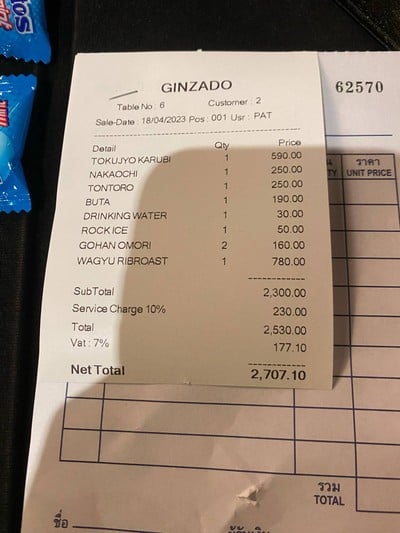 GINZADO
Table No : 6 Customer : 2
Sale-Date : 18/04/2023 Pos : 001 Usr : PAT
Detail Qty Price
TOKUJYO KARUBI 1 590.00
NAKAOCHI 1 250.00
TONTORO 1 250.00
BUTA 1 190.00
DRINKING WATER 1 30.00
ROCK ICE 1 50.00
GOHAN OMORI 2 160.00
WAGYU RIBROAST 1 780.00
SubTotal 2,300.00
Service Charge 10% 230.00
Total 2,530.00
Vat : 7% 177.10
Net Total 2,707.10
62570
ราคา
UNIT PRICE
รวม
TOTAL
ชื่อ